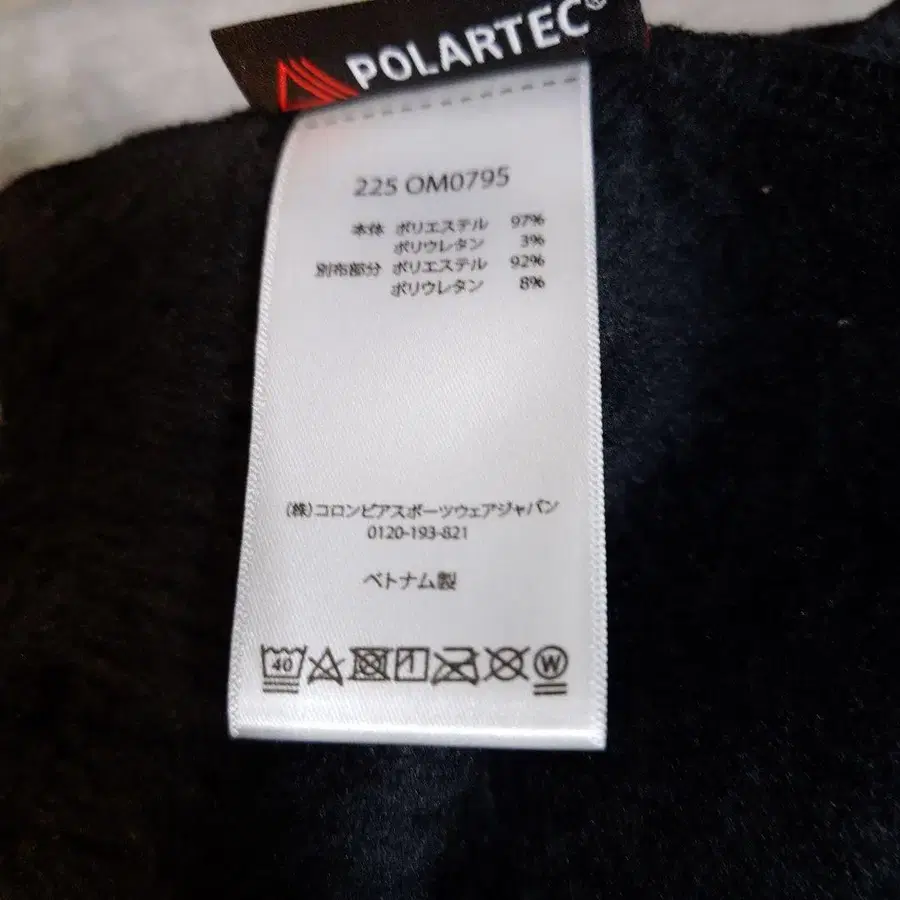 POLARTEC®
225 OM0795
本体 ポリエステル 97%
ポリウレタン 3%
別布部分 ポリエステル 92%
ポリウレタン 8%
(株)コロンビアスポーツウェアジャパン
0120-193-821
ベトナム製
40 W